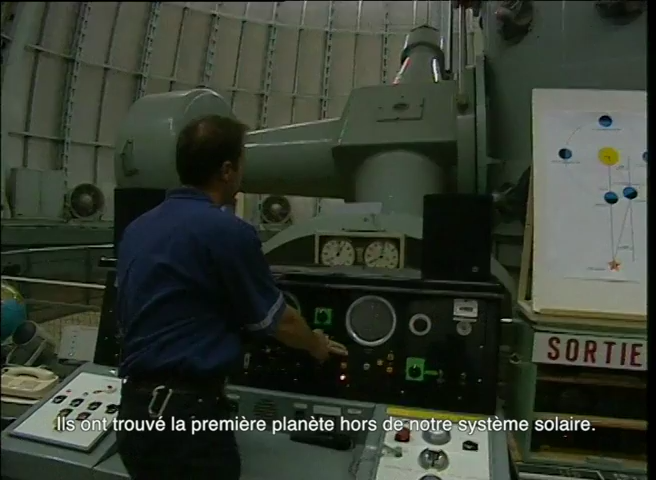 SORTIE
Ils ont trouvé la première planète hors de notre système solaire.